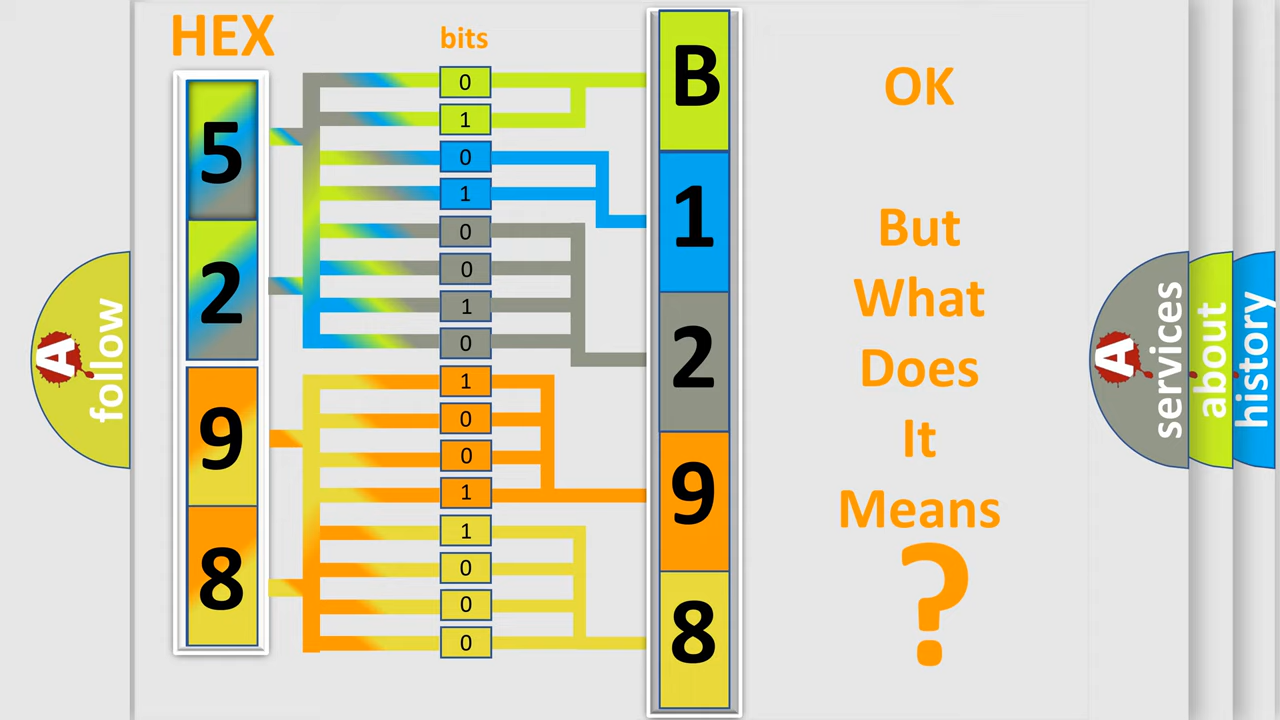 HEX
bits
5
2
9
8
0
1
0
1
0
0
1
0
1
0
0
1
1
0
0
0
B
1
2
9
8
OK
But
What
Does
It
Means
?
A
follow
A
services
about
history